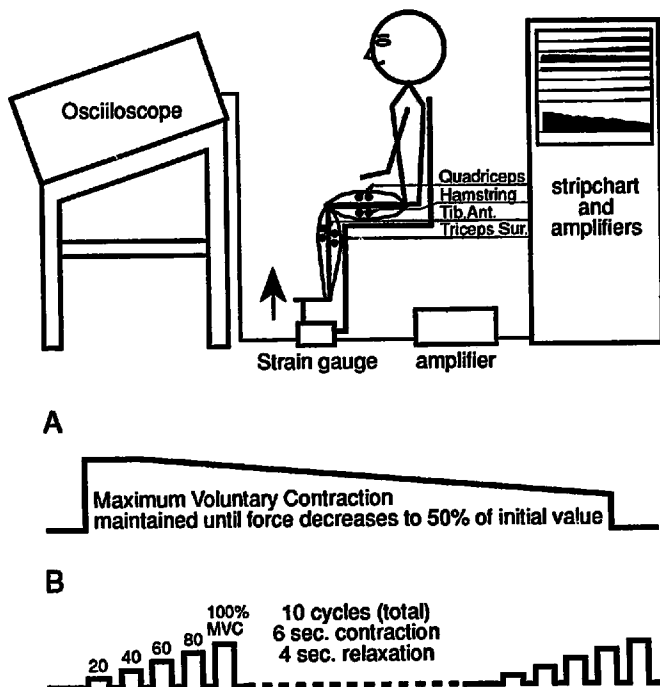 Osciiloscope
Quadriceps
Hamstring
Tib.Ant.
Triceps Sur.
stripchart
and
amplifiers
Strain gauge
amplifier
A
Maximum Voluntary Contraction
maintained until force decreases to 50% of initial value
B
20
40
60
80
100%
MVC
10 cycles (total)
6 sec. contraction
4 sec. relaxation